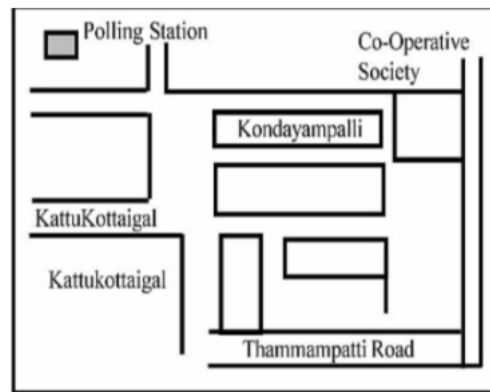 Polling Station
Co-Operative
Society
Kondayampalli
KattuKottaigal
Kattukottaigal
Thammampatti Road